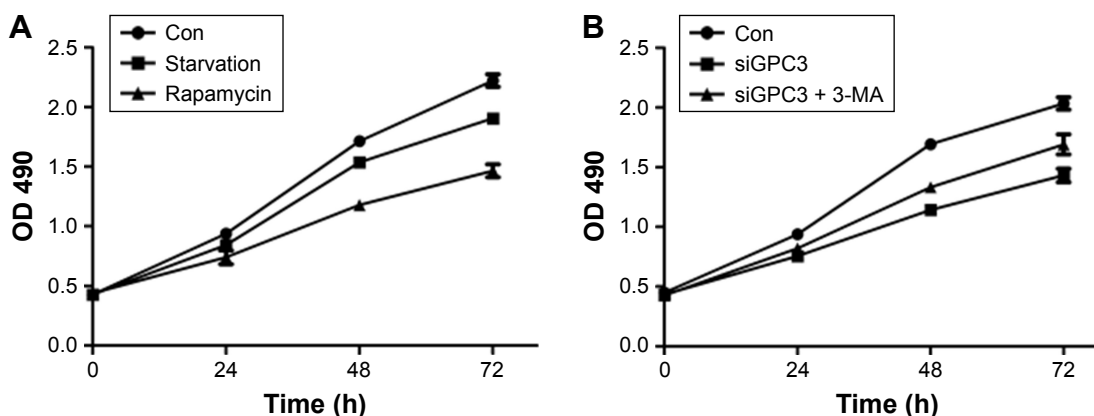 A
Con
Starvation
Rapamycin
2.5
2.0
1.5
1.0
0.5
0.0
OD 490
0 24 48 72
Time (h)
B
Con
siGPC3
siGPC3 + 3-MA
2.5
2.0
1.5
1.0
0.5
0.0
OD 490
0 24 48 72
Time (h)